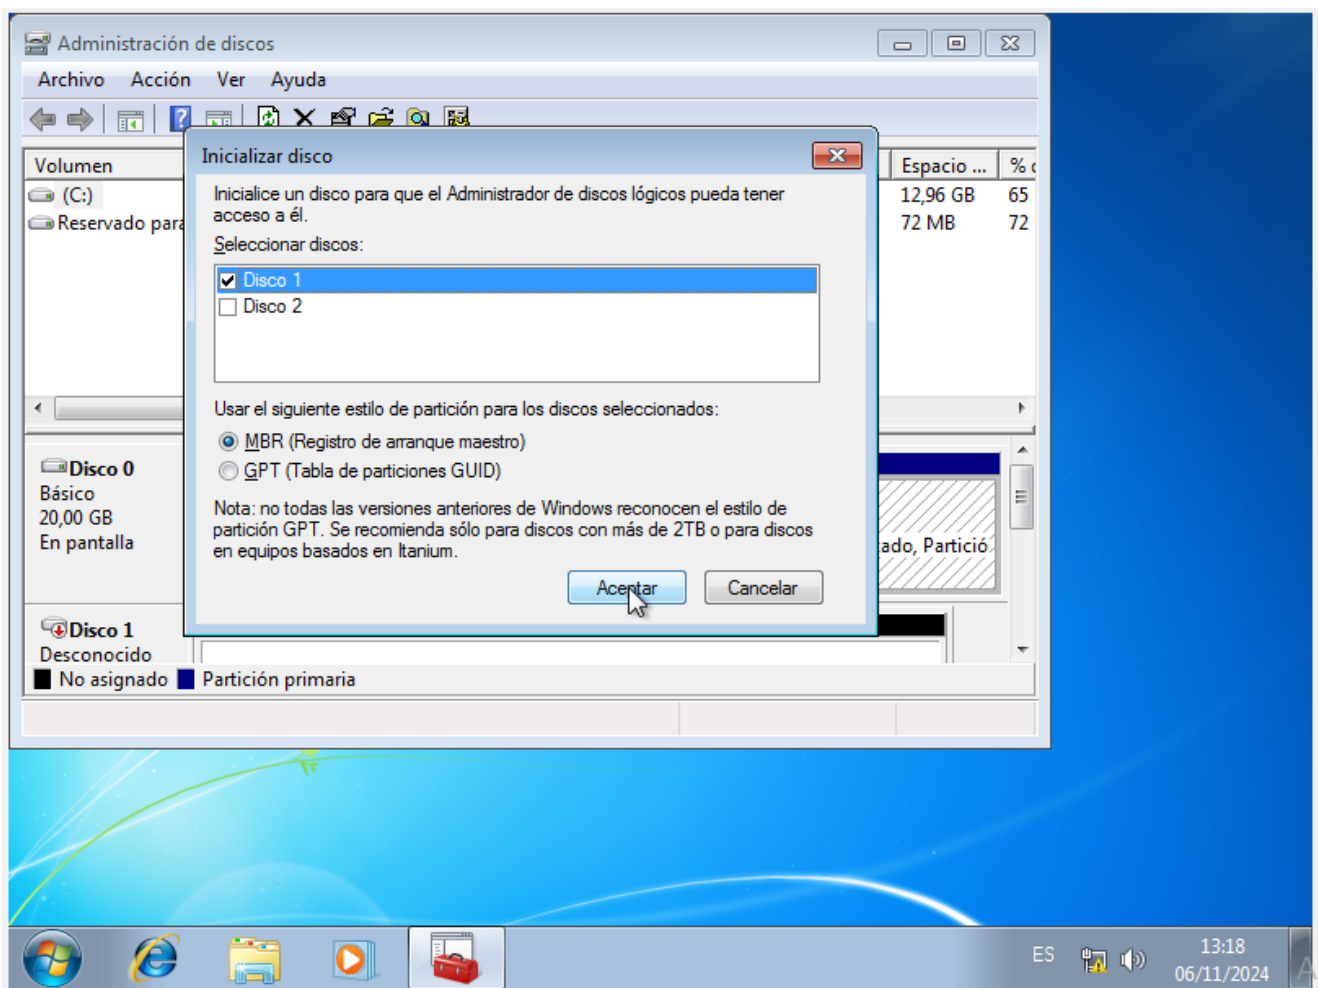 Administración de discos
Archivo Acción Ver Ayuda
Volumen
Espacio ...
(C:)
12,96 GB 65
Reservado para
72 MB 72
Inicializar disco
Inicialice un disco para que el Administrador de discos lógicos pueda tener
acceso a él.
Seleccionar discos:
Disco 1
Disco 2
Usar el siguiente estilo de partición para los discos seleccionados:
MBR (Registro de arranque maestro)
GPT (Tabla de particiones GUID)
Nota: no todas las versiones anteriores de Windows reconocen el estilo de
partición GPT. Se recomienda sólo para discos con más de 2TB o para discos
en equipos basados en Itanium.
Aceptar Cancelar
Disco 0
Básico
20,00 GB
En pantalla
ado, Partició
Disco 1
Desconocido
No asignado Partición primaria
ES
13:18
06/11/2024